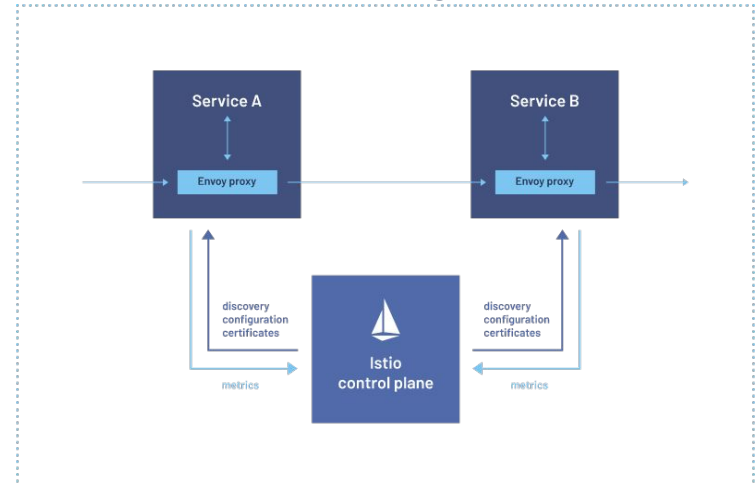 Service A
Service B
Envoy proxy
Envoy proxy
discovery
configuration
certificates
discovery
configuration
certificates
Istio
control plane
metrics
metrics